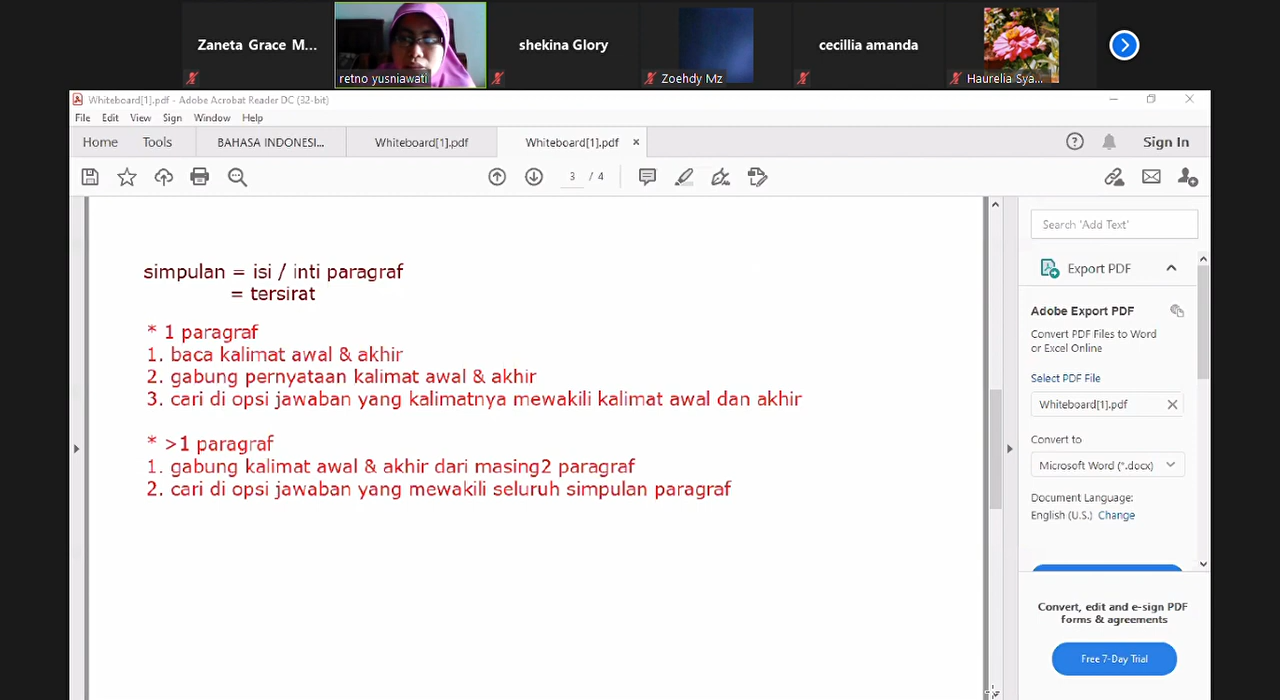 Zaneta Grace M...
retno yusniawati
shekina Glory
Zoehdy Mz
cecillia amanda
Haurelia Sya...
Whiteboard[1].pdf - Adobe Acrobat Reader DC (32-bit)
File Edit View Sign Window Help
Home Tools BAHASA INDONESI... Whiteboard[1].pdf Whiteboard[1].pdf × Sign In
3 / 4
simpulan = isi / inti paragraf
= tersirat
* 1 paragraf
1. baca kalimat awal & akhir
2. gabung pernyataan kalimat awal & akhir
3. cari di opsi jawaban yang kalimatnya mewakili kalimat awal dan akhir
* >1 paragraf
1. gabung kalimat awal & akhir dari masing2 paragraf
2. cari di opsi jawaban yang mewakili seluruh simpulan paragraf
Search 'Add Text'
Export PDF
Adobe Export PDF
Convert PDF Files to Word
or Excel Online
Select PDF File
Whiteboard[1].pdf
Convert to
Microsoft Word (*.docx)
Document Language:
English (U.S.) Change
Convert, edit and e-sign PDF
forms & agreements
Free 7-Day Trial